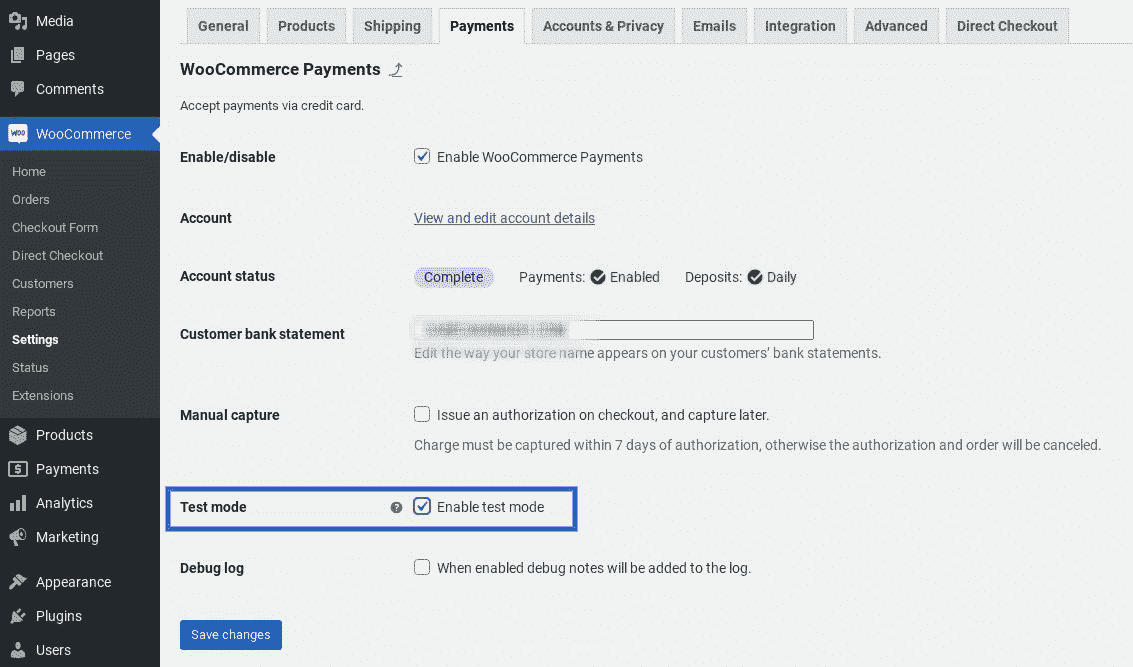 Media
Pages
Comments
woo WooCommerce
Home
Orders
Checkout Form
Direct Checkout
Customers
Reports
Settings
Status
Extensions
Products
Payments
Analytics
Marketing
Appearance
Plugins
Users
General Products Shipping Payments Accounts & Privacy Emails Integration Advanced Direct Checkout
WooCommerce Payments
Accept payments via credit card.
Enable/disable Enable WooCommerce Payments
Account View and edit account details
Account status Complete Payments: Enabled Deposits: Daily
Customer bank statement
Edit the way your store name appears on your customers’ bank statements.
Manual capture Issue an authorization on checkout, and capture later.
Charge must be captured within 7 days of authorization, otherwise the authorization and order will be canceled.
Test mode ? Enable test mode
Debug log When enabled debug notes will be added to the log.
Save changes